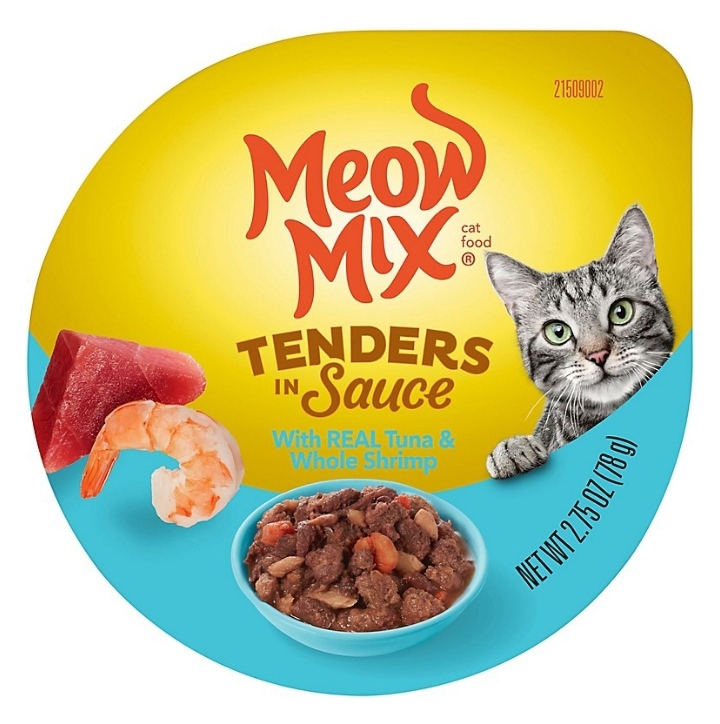 21509002
Meow
Mix
cat
food
®
TENDERS
IN Sauce
With REAL Tuna &
Whole Shrimp
NET WT 2.75 OZ (78 g)